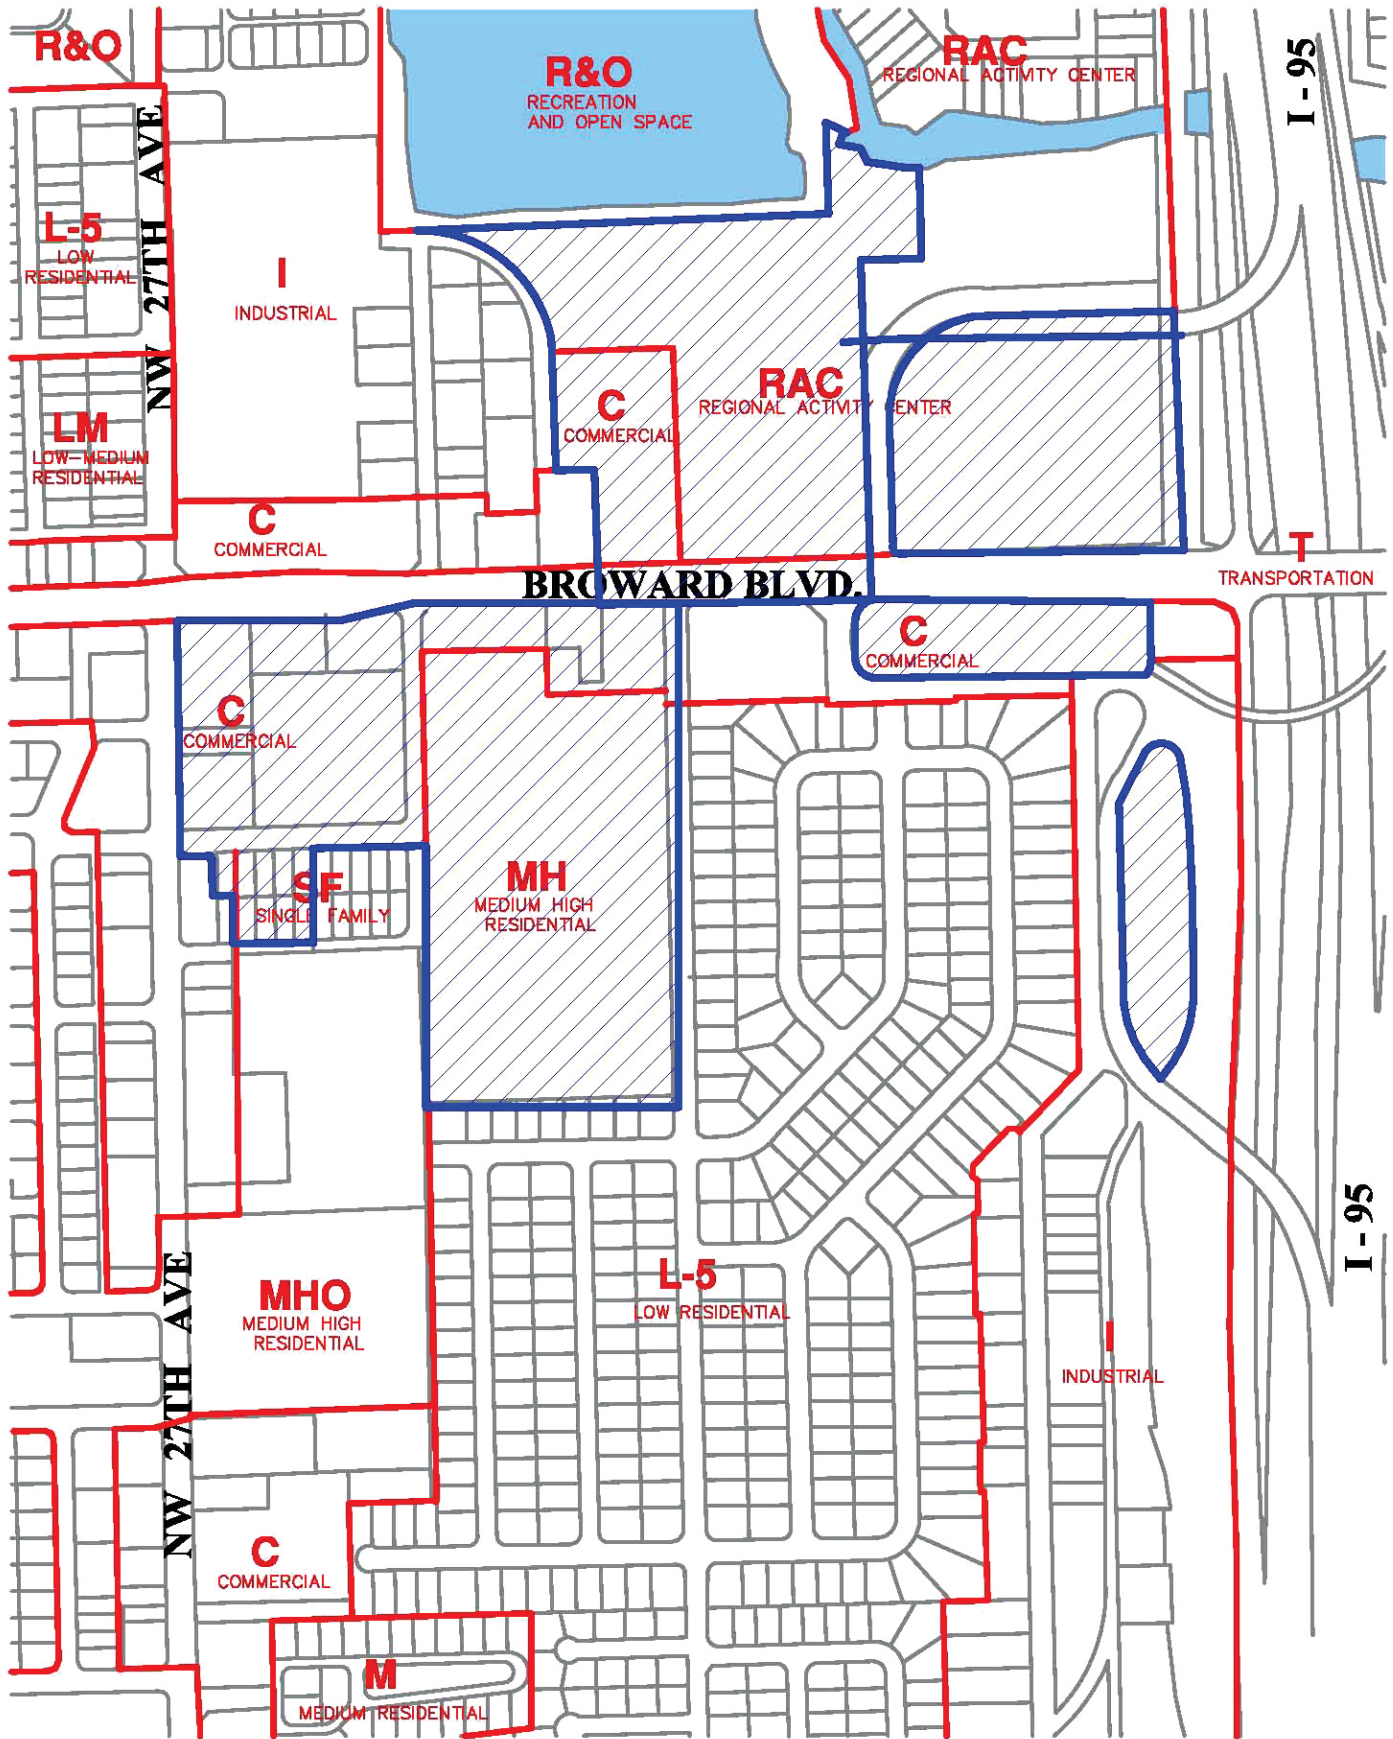 R&O
R&O
RECREATION
AND OPEN SPACE
RAC
REGIONAL ACTIVITY CENTER
I - 95
NW 27TH AVE
L-5
LOW
RESIDENTIAL
I
INDUSTRIAL
LM
LOW-MEDIUM
RESIDENTIAL
C
COMMERCIAL
RAC
REGIONAL ACTIVITY CENTER
C
COMMERCIAL
T
TRANSPORTATION
BROWARD BLVD.
C
COMMERCIAL
C
COMMERCIAL
SF
SINGLE FAMILY
MH
MEDIUM HIGH
RESIDENTIAL
I - 95
L-5
LOW RESIDENTIAL
MHO
MEDIUM HIGH
RESIDENTIAL
NW 27TH AVE
I
INDUSTRIAL
C
COMMERCIAL
M
MEDIUM RESIDENTIAL